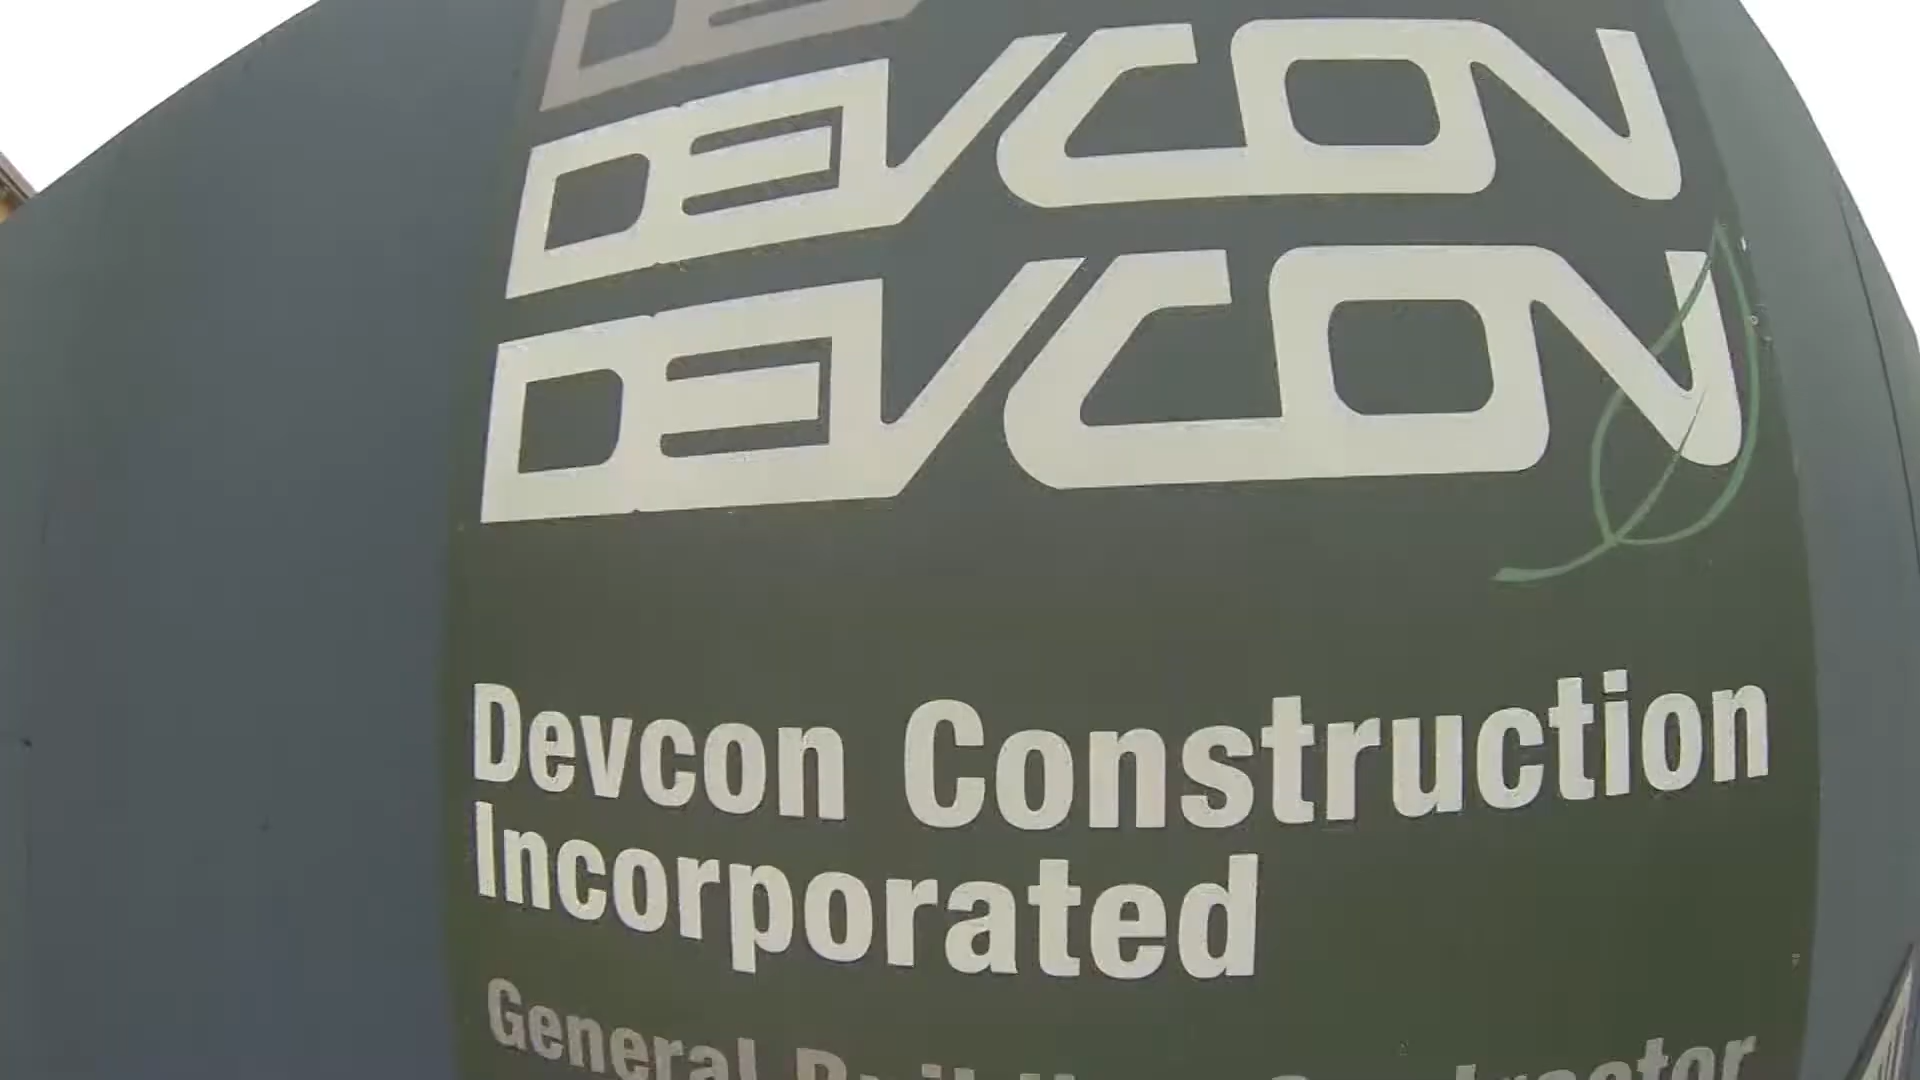 DEVCON
DEVCON
Devcon Construction
Incorporated
General